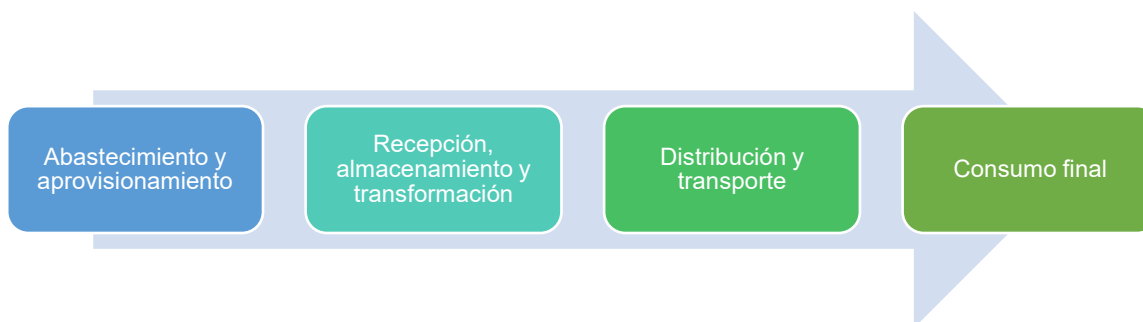 Abastecimiento y
aprovisionamiento
Recepción,
almacenamiento y
transformación
Distribución y
transporte
Consumo final